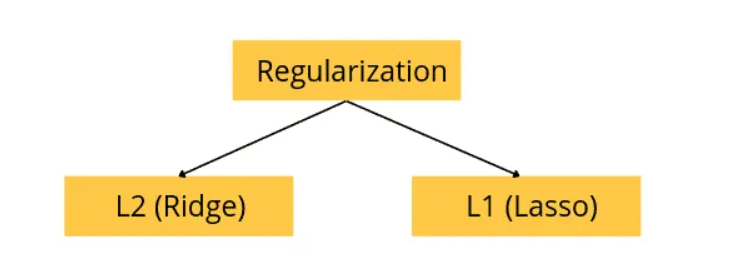 Regularization
L2 (Ridge)
L1 (Lasso)